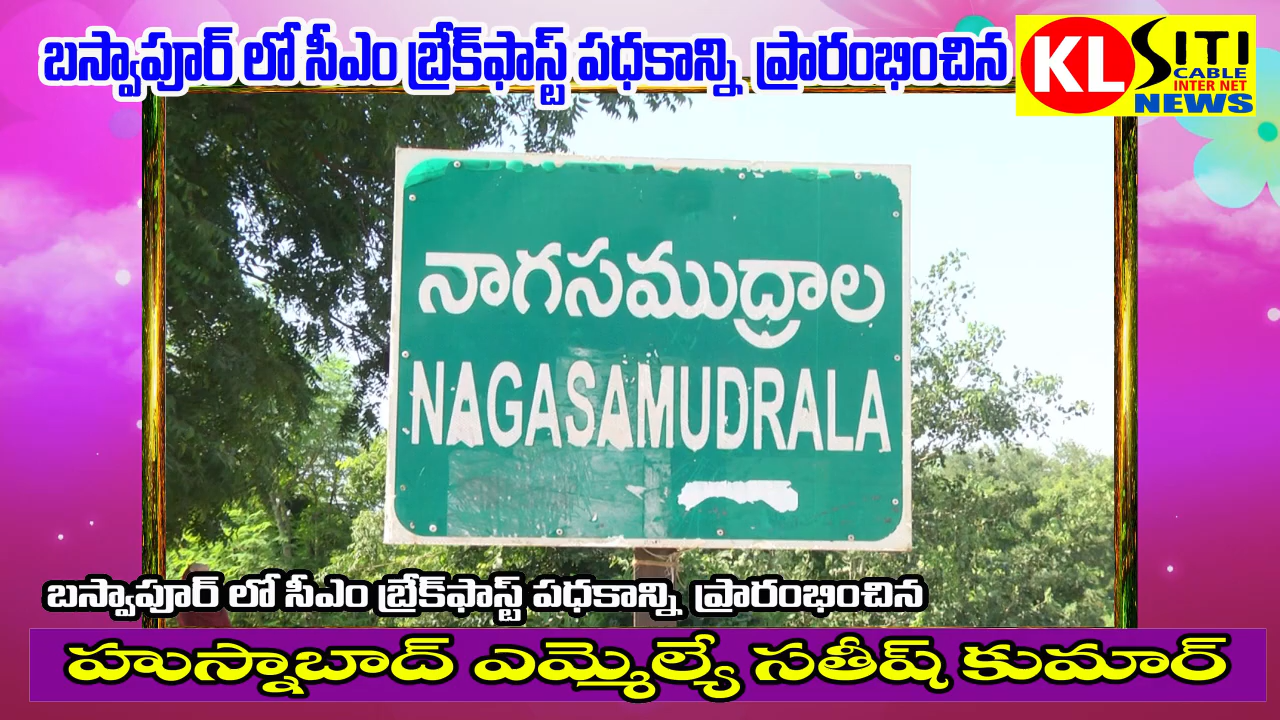 బస్వాపూర్ లో సీఎం బ్రేక్‌ఫాస్ట్ పధకాన్ని ప్రారంభించిన
KL SITI
CABLE
INTER NET
NEWS
నాగసముద్రాల
NAGASAMUDRALA
బస్వాపూర్ లో సీఎం బ్రేక్‌ఫాస్ట్ పధకాన్ని ప్రారంభించిన
హుస్నాబాద్ ఎమ్మెల్యే సతీష్ కుమార్